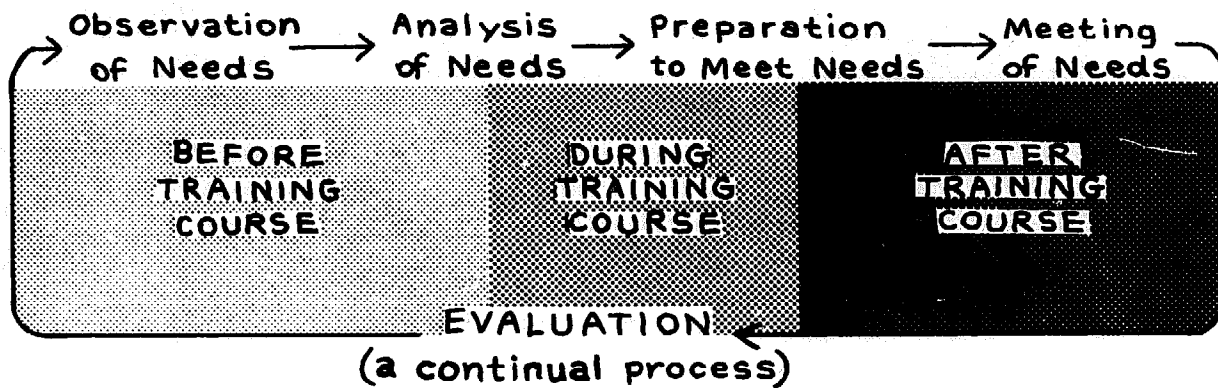 Observation of Needs
Analysis of Needs
Preparation to Meet Needs
Meeting of Needs
BEFORE
TRAINING
COURSE
DURING
TRAINING
COURSE
AFTER
TRAINING
COURSE
EVALUATION
(a continual process)